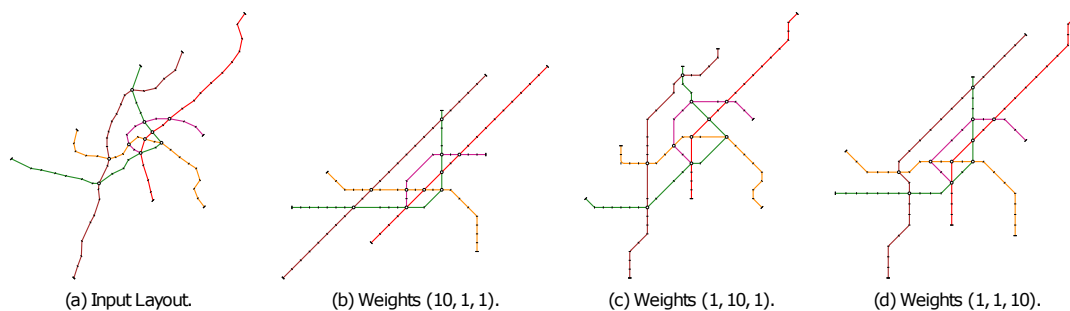 (a) Input Layout.
(b) Weights (10, 1, 1).
(c) Weights (1, 10, 1).
(d) Weights (1, 1, 10).